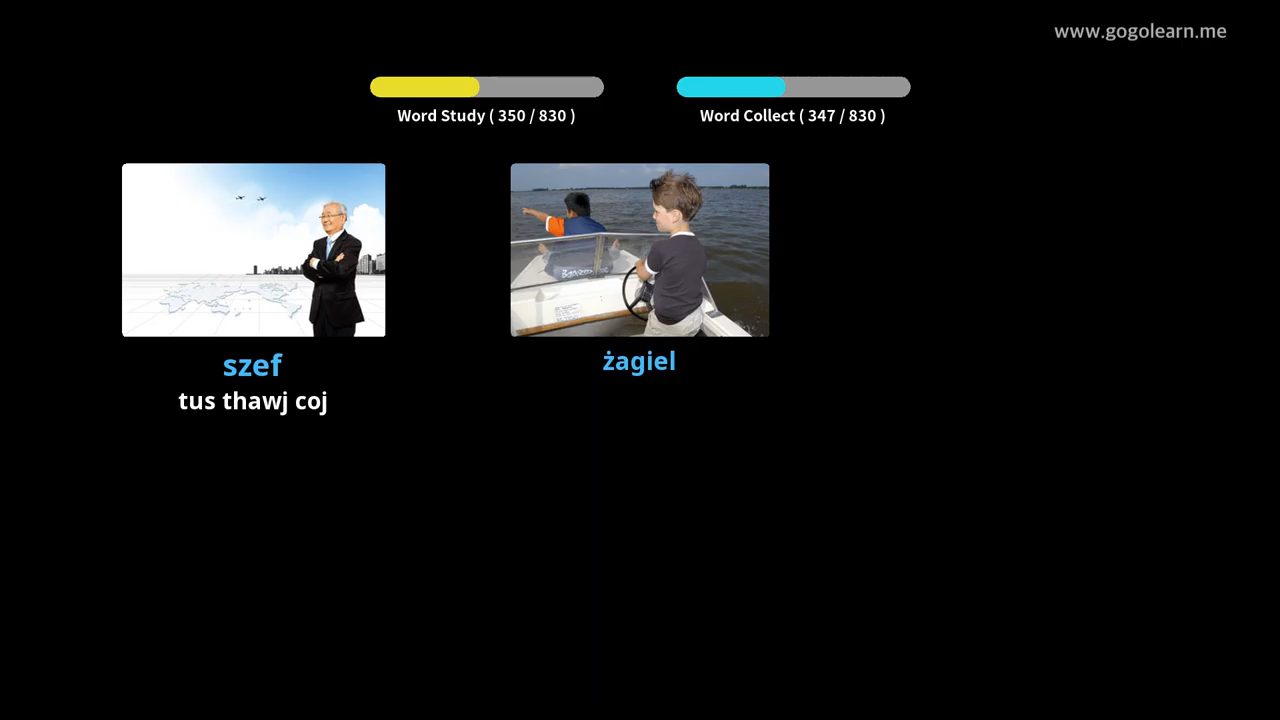 www.gogolearn.me
Word Study ( 350 / 830 )
Word Collect ( 347 / 830 )
szef
tus thawj coj
żagiel